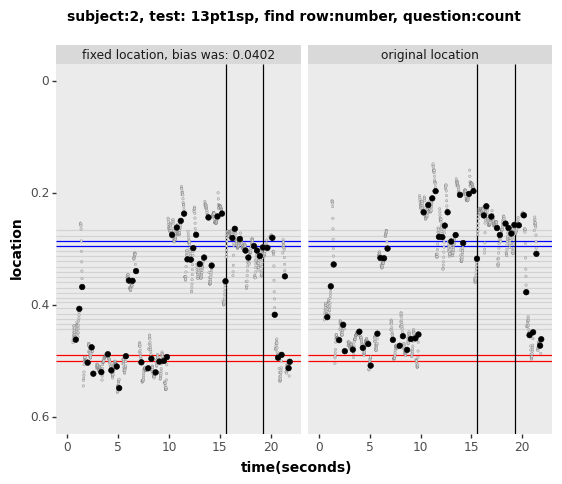 subject:2, test: 13pt1sp, find row:number, question:count
fixed location, bias was: 0.0402
original location
0
0.2
0.4
0.6
location
0 5 10 15 20
0 5 10 15 20
time(seconds)